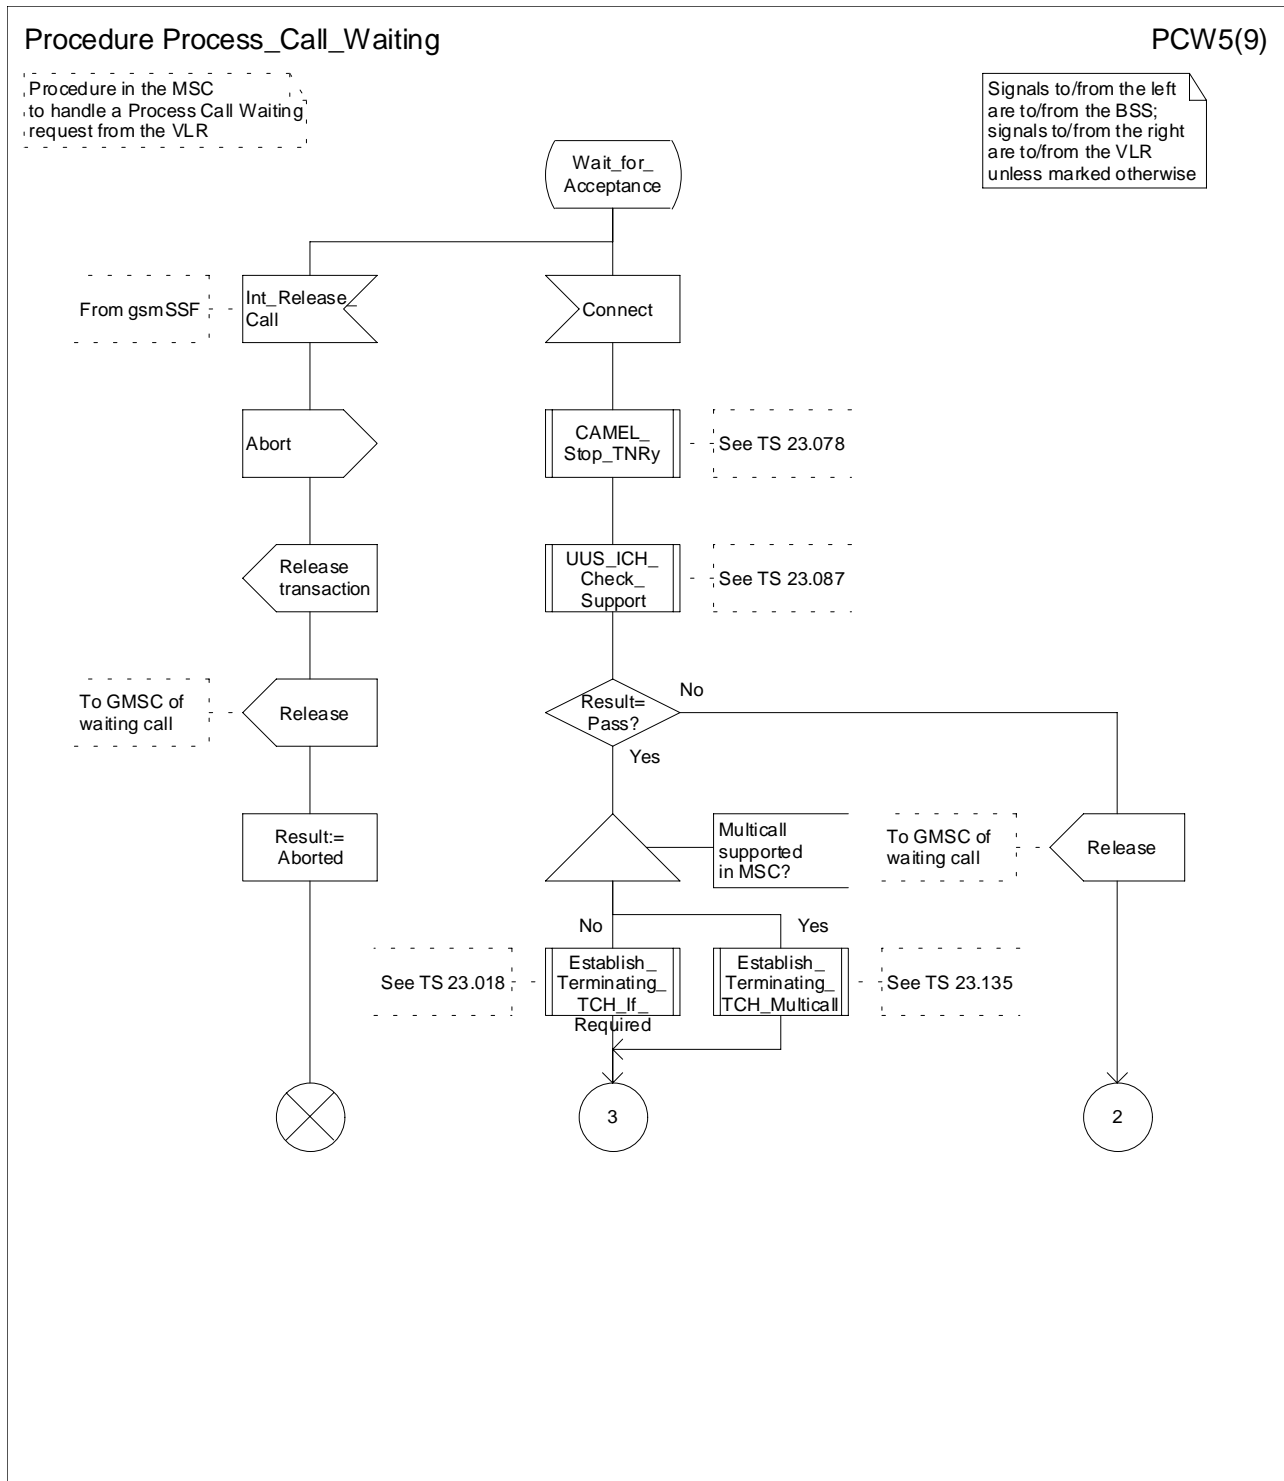 Procedure Process_Call_Waiting
PCW5(9)
Procedure in the MSC
to handle a Process Call Waiting
request from the VLR
Signals to/from the left
are to/from the BSS;
signals to/from the right
are to/from the VLR
unless marked otherwise
Wait_for_
Acceptance
From gsmSSF
Int_Release_
Call
Connect
Abort
CAMEL_
Stop_TNRy
See TS 23.078
Release
transaction
UUS_ICH_
Check_
Support
See TS 23.087
To GMSC of
waiting call
Release
Result=
Pass?
No
Yes
Result:=
Aborted
Multicall
supported
in MSC?
To GMSC of
waiting call
Release
No
Yes
See TS 23.018
Establish_
Terminating_
TCH_If_
Required
Establish_
Terminating_
TCH_Multicall
See TS 23.135
3
2